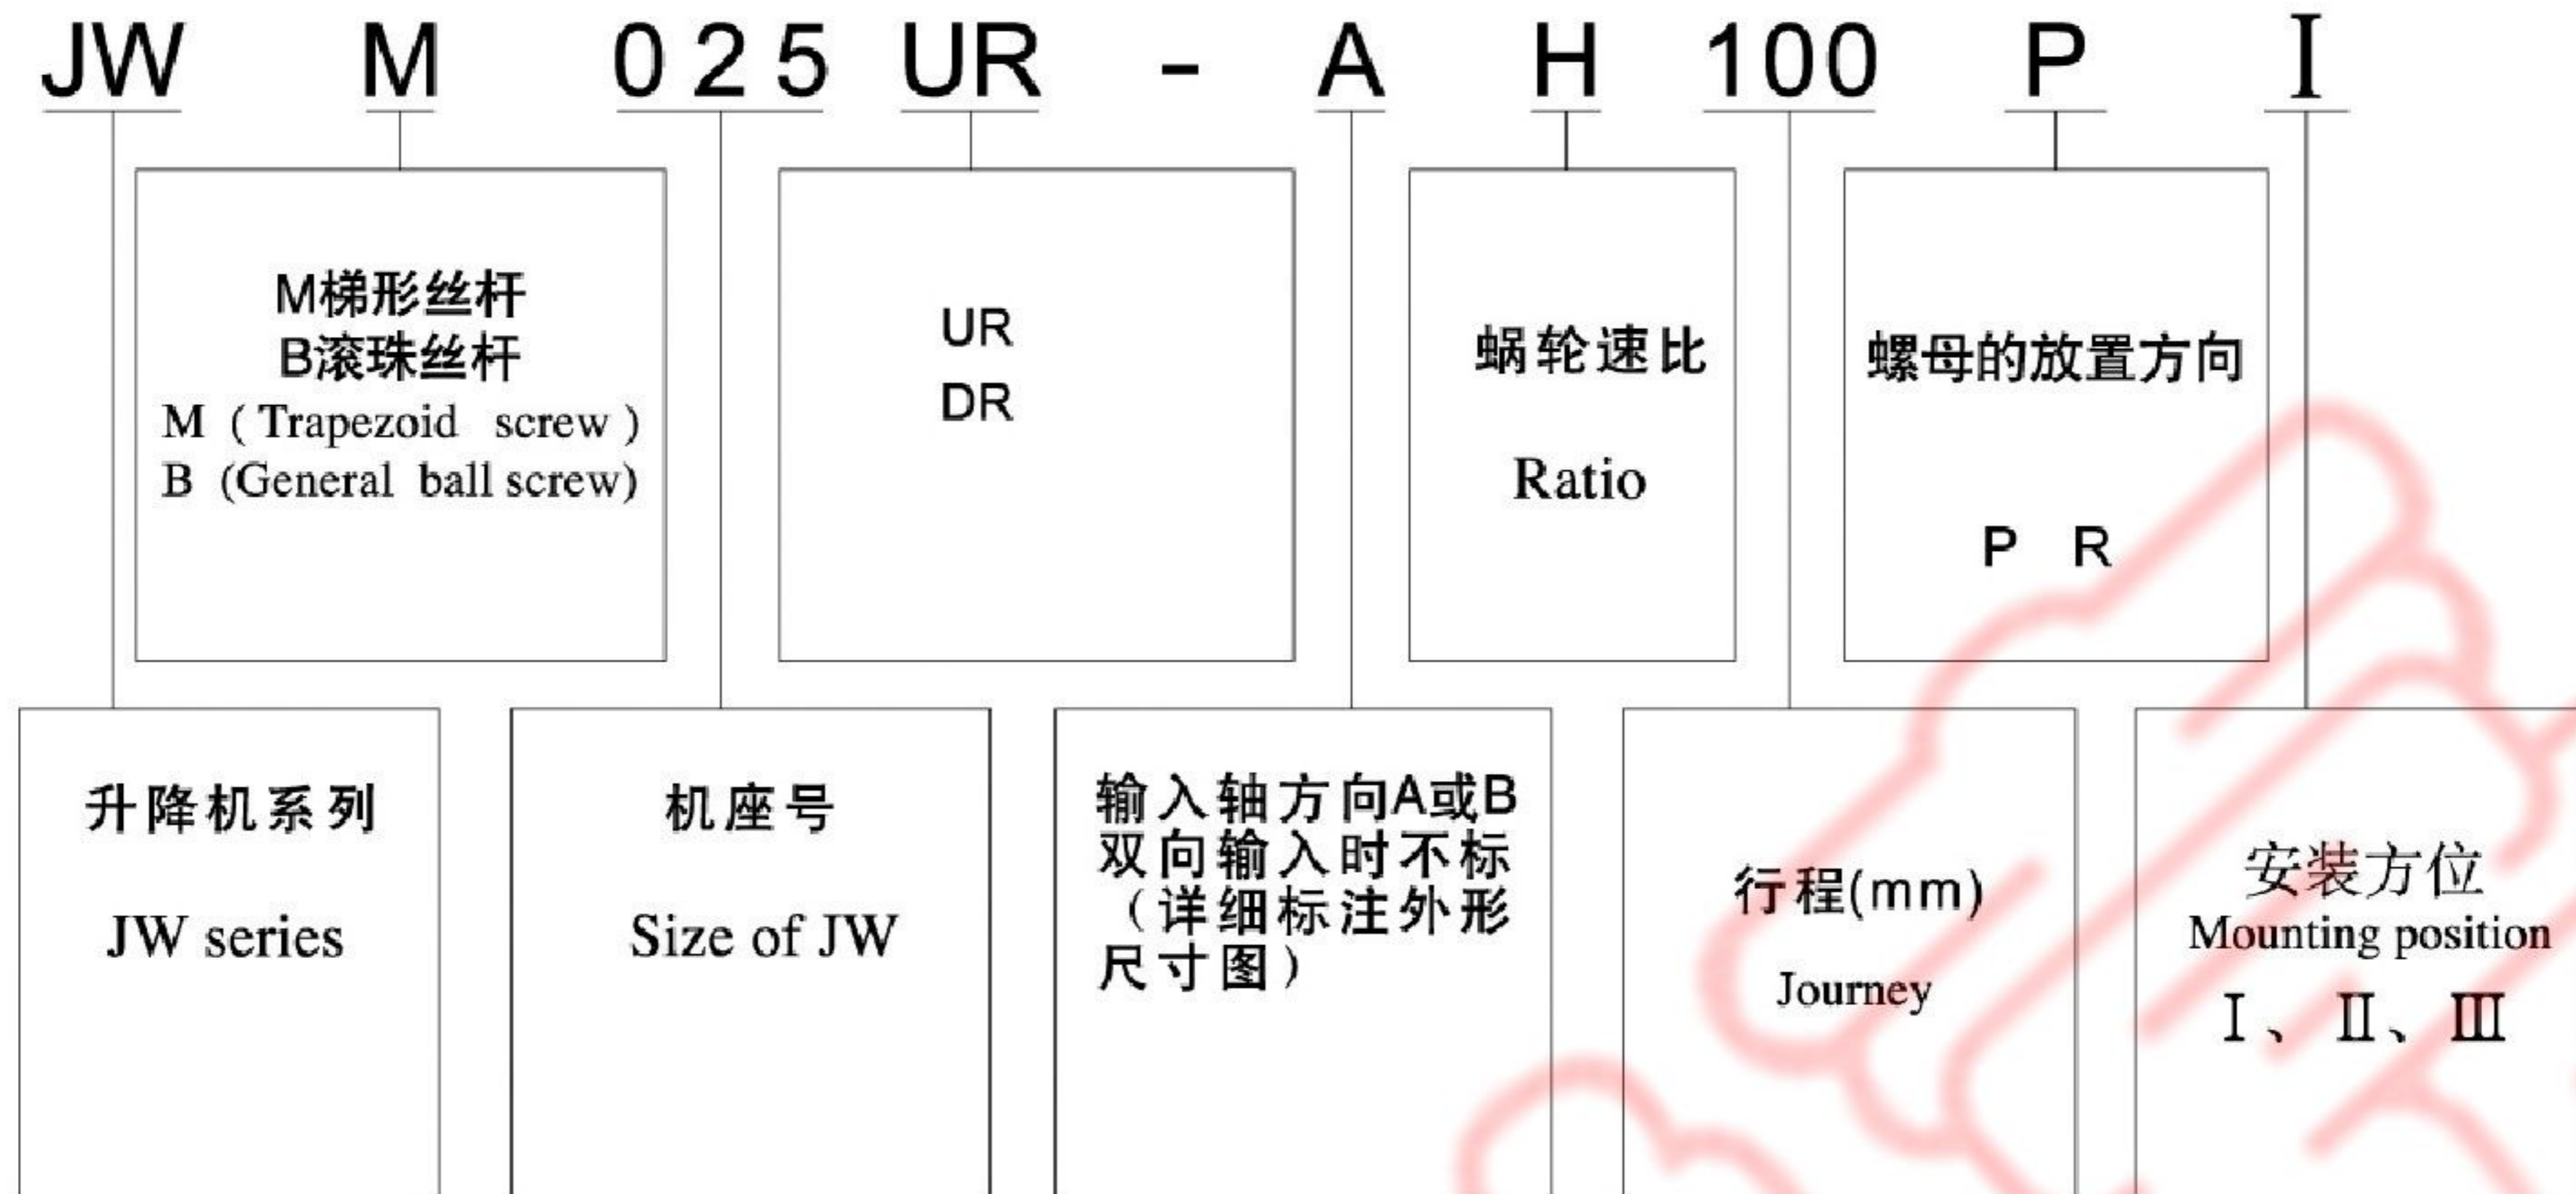 JW M 025 UR - A H 100 P I
M梯形丝杆
B滚珠丝杆
M (Trapezoid screw)
B (General ball screw)
UR
DR
蜗轮速比
Ratio
螺母的放置方向
P R
升降机系列
JW series
机座号
Size of JW
输入轴方向A或B
双向输入时不标
（详细标注外形
尺寸图）
行程(mm)
Journey
安装方位
Mounting position
Ⅰ、Ⅱ、Ⅲ